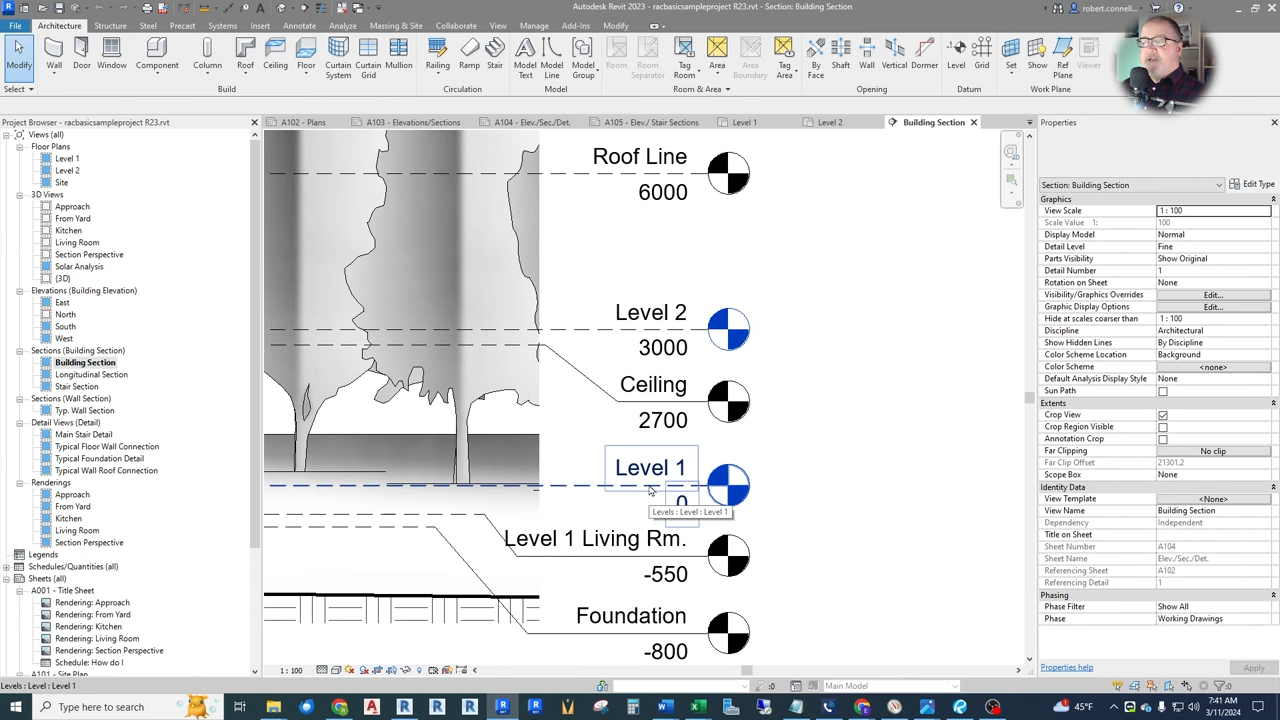 Autodesk Revit 2023 - racbasicsampleproject R23.rvt - Section: Building Section
robert.connell...
File Architecture Structure Steel Precast Systems Insert Annotate Analyze Massing & Site Collaborate View Manage Add-Ins Modify
Modify Wall Door Window Component Column Roof Ceiling Floor Curtain System Curtain Grid Mullion Railing Ramp Stair Model Text Model Line Model Group Room Room Separator Tag Room Area Area Boundary Tag Area By Face Shaft Wall Vertical Dormer Level Grid Set Show Ref Plane Viewer
Select Build Circulation Model Room & Area Opening Datum Work Plane
Project Browser - racbasicsampleproject R23.rvt
A102 - Plans
A103 - Elevations/Sections
A104 - Elev./Sec./Det.
A105 - Elev./ Stair Sections
Level 1
Level 2
Building Section
Properties
Views (all)
Floor Plans
Level 1
Level 2
Site
3D Views
Approach
From Yard
Kitchen
Living Room
Section Perspective
Solar Analysis
{3D}
Elevations (Building Elevation)
East
North
South
West
Sections (Building Section)
Building Section
Longitudinal Section
Stair Section
Sections (Wall Section)
Typ. Wall Section
Detail Views (Detail)
Main Stair Detail
Typical Floor Wall Connection
Typical Foundation Detail
Typical Wall Roof Connection
Renderings
Approach
From Yard
Kitchen
Living Room
Section Perspective
Legends
Schedules/Quantities (all)
Sheets (all)
A001 - Title Sheet
Rendering: Approach
Rendering: From Yard
Rendering: Kitchen
Rendering: Living Room
Rendering: Section Perspective
Schedule: How do I
A101 - Site Plan
Roof Line
6000
Level 2
3000
Ceiling
2700
Level 1
0
Levels : Level : Level 1
Level 1 Living Rm.
-550
Foundation
-800
Section: Building Section Edit Type
Graphics
View Scale 1 : 100
Scale Value 1: 100
Display Model Normal
Detail Level Fine
Parts Visibility Show Original
Detail Number 1
Rotation on Sheet None
Visibility/Graphics Overrides Edit...
Graphic Display Options Edit...
Hide at scales coarser than 1 : 100
Discipline Architectural
Show Hidden Lines By Discipline
Color Scheme Location Background
Color Scheme <none>
Default Analysis Display Style None
Sun Path
Extents
Crop View
Crop Region Visible
Annotation Crop
Far Clipping No clip
Far Clip Offset 21301.2
Scope Box None
Identity Data
View Template <None>
View Name Building Section
Dependency Independent
Title on Sheet
Sheet Number A104
Sheet Name Elev./Sec./Det.
Referencing Sheet A102
Referencing Detail 1
Phasing
Phase Filter Show All
Phase Working Drawings
Properties help Apply
1 : 100
Levels : Level : Level 1
:0
Main Model
:0
Type here to search
45°F
7:41 AM
3/11/2024